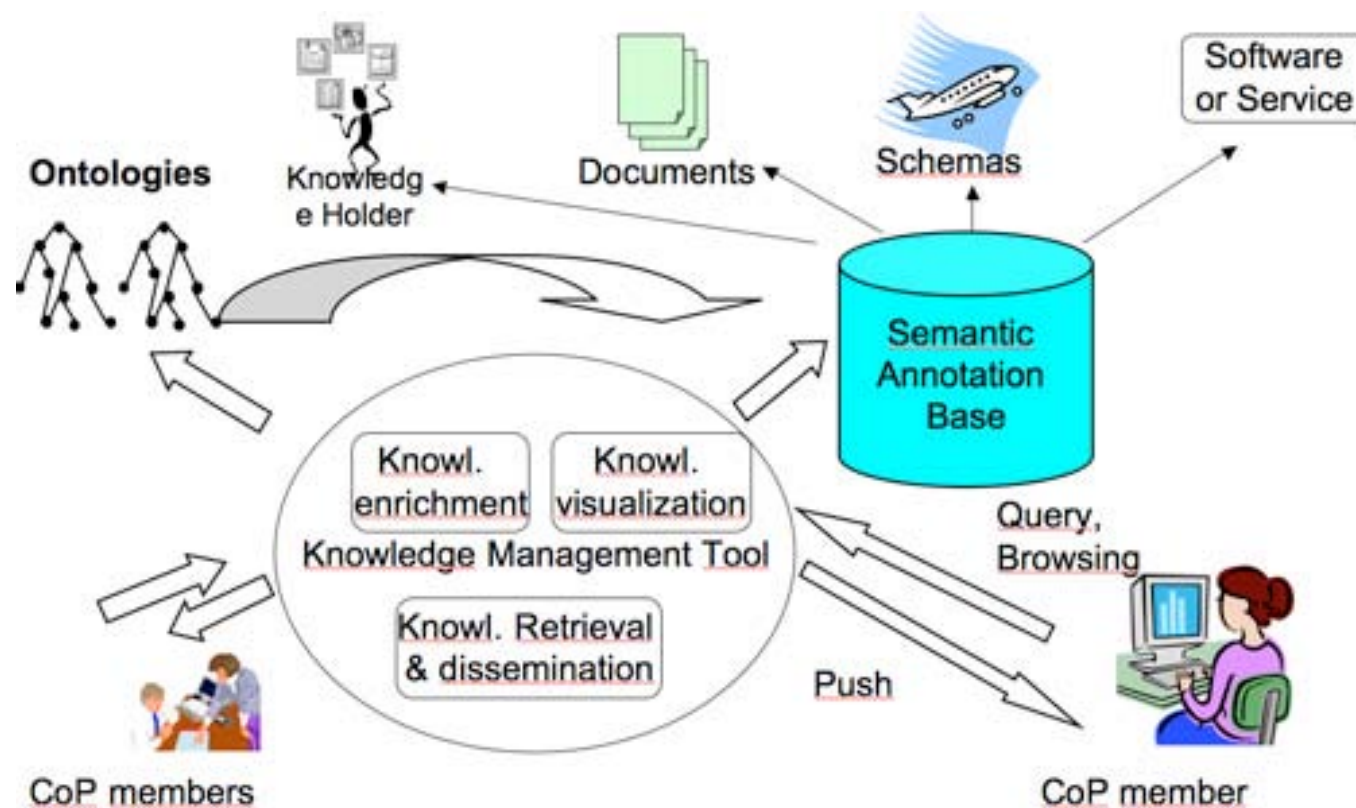 Software
or Service
Documents
Schemas
Ontologies
Knowledg
e Holder
Semantic
Annotation
Base
Knowl.
enrichment
Knowl.
visualization
Knowledge Management Tool
Knowl. Retrieval
& dissemination
Query,
Browsing
Push
CoP members
CoP member